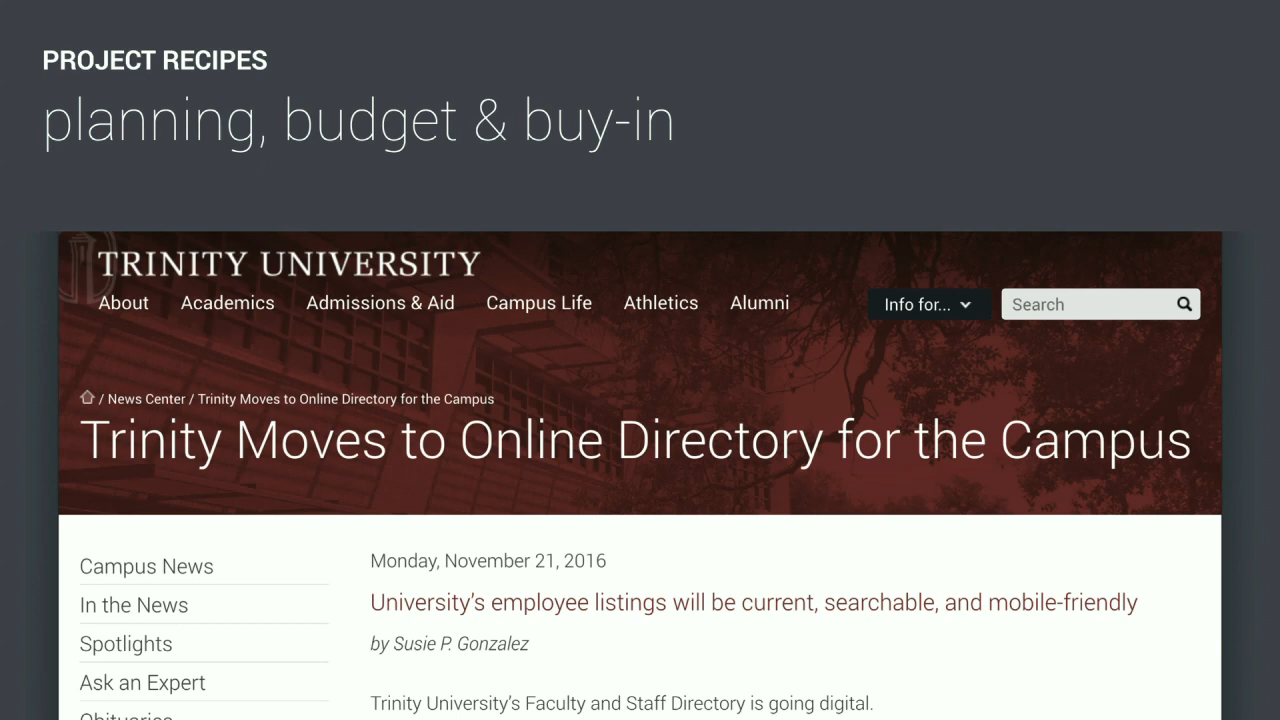 PROJECT RECIPES
planning, budget & buy-in
TRINITY UNIVERSITY
About Academics Admissions & Aid Campus Life Athletics Alumni Info for... Search
/ News Center / Trinity Moves to Online Directory for the Campus
Trinity Moves to Online Directory for the Campus
Campus News
In the News
Spotlights
Ask an Expert
Obituaries
Monday, November 21, 2016
University's employee listings will be current, searchable, and mobile-friendly
by Susie P. Gonzalez
Trinity University's Faculty and Staff Directory is going digital.